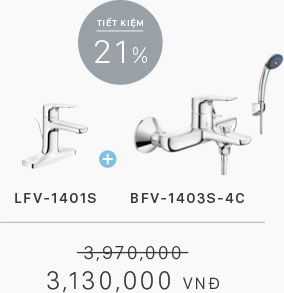 TIẾT KIỆM
21%
LFV-1401S
BFV-1403S-4C
3,970,000
3,130,000 VNĐ